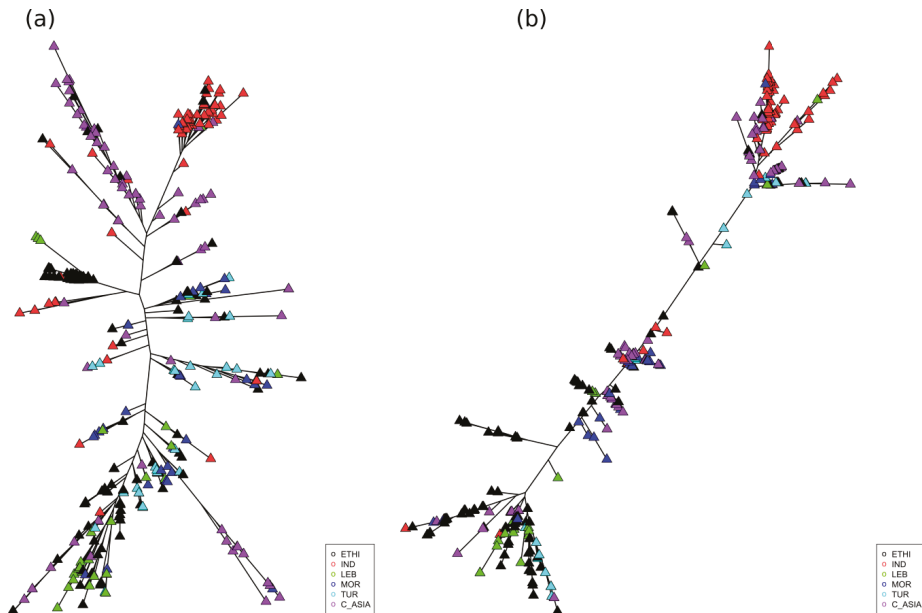 (a)
(b)
ETHI
IND
LEB
MOR
TUR
C_ASIA
ETHI
IND
LEB
MOR
TUR
C_ASIA